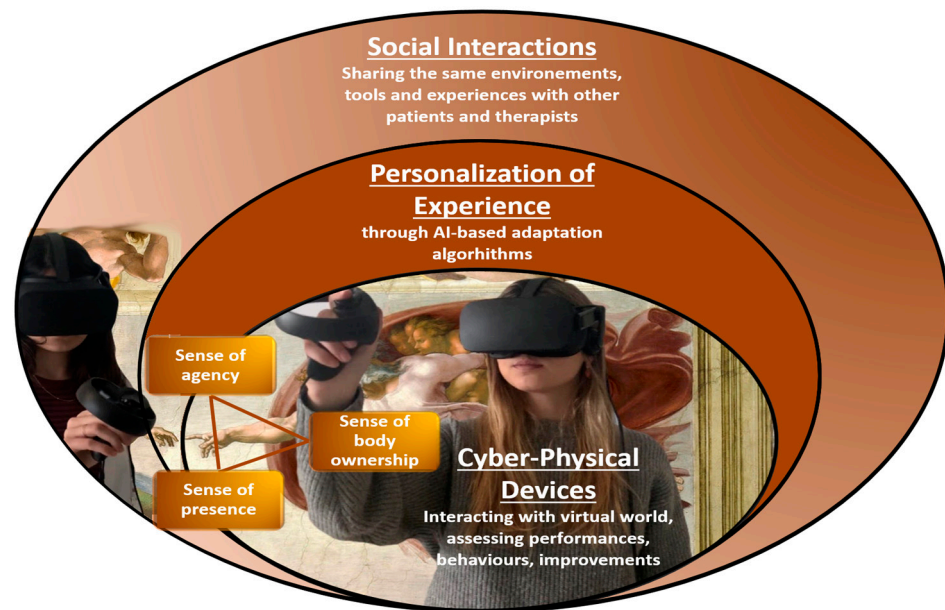 Social Interactions
Sharing the same environements,
tools and experiences with other
patients and therapists
Personalization of
Experience
through AI-based adaptation
algorhithms
Sense of
agency
Sense of
body
ownership
Sense of
presence
Cyber-Physical
Devices
Interacting with virtual world,
assessing performances,
behaviours, improvements